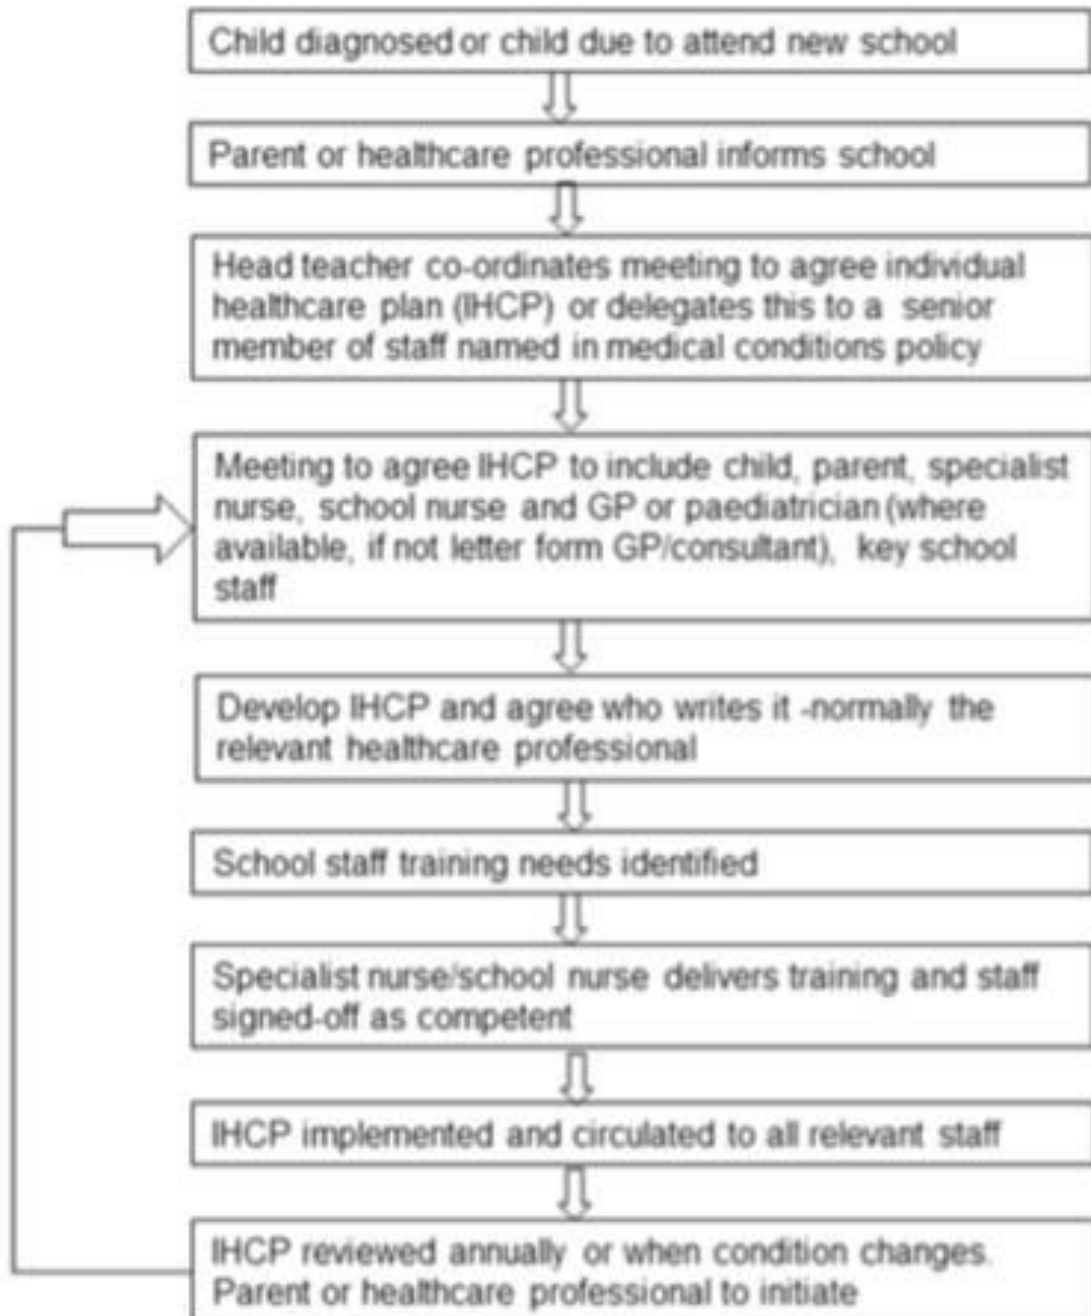 Child diagnosed or child due to attend new school
Parent or healthcare professional informs school
Head teacher co-ordinates meeting to agree individual
healthcare plan (IHCP) or delegates this to a senior
member of staff named in medical conditions policy
Meeting to agree IHCP to include child, parent, specialist
nurse, school nurse and GP or paediatrician (where
available, if not letter form GP/consultant), key school
staff
Develop IHCP and agree who writes it -normally the
relevant healthcare professional
School staff training needs identified
Specialist nurse/school nurse delivers training and staff
signed-off as competent
IHCP implemented and circulated to all relevant staff
IHCP reviewed annually or when condition changes.
Parent or healthcare professional to initiate